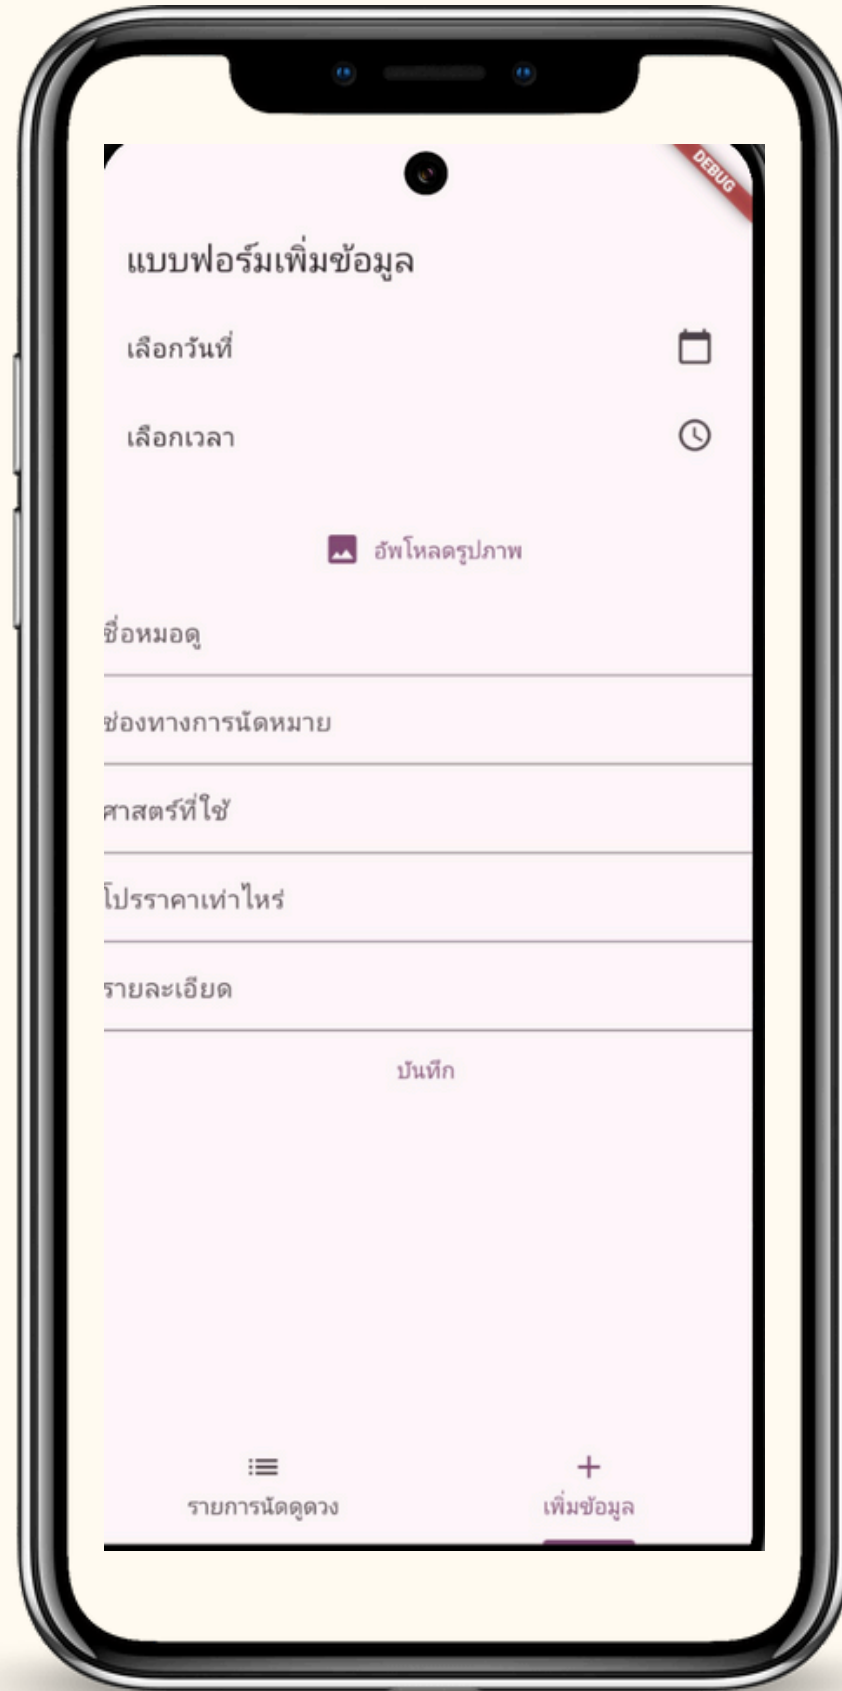 DEBUG
แบบฟอร์มเพิ่มข้อมูล
เลือกวันที่
เลือกเวลา
อัพโหลดรูปภาพ
ชื่อหมอดู
ช่องทางการนัดหมาย
ศาสตร์ที่ใช้
โปรราคาเท่าไหร่
รายละเอียด
บันทึก
รายการนัดดูดวง
เพิ่มข้อมูล